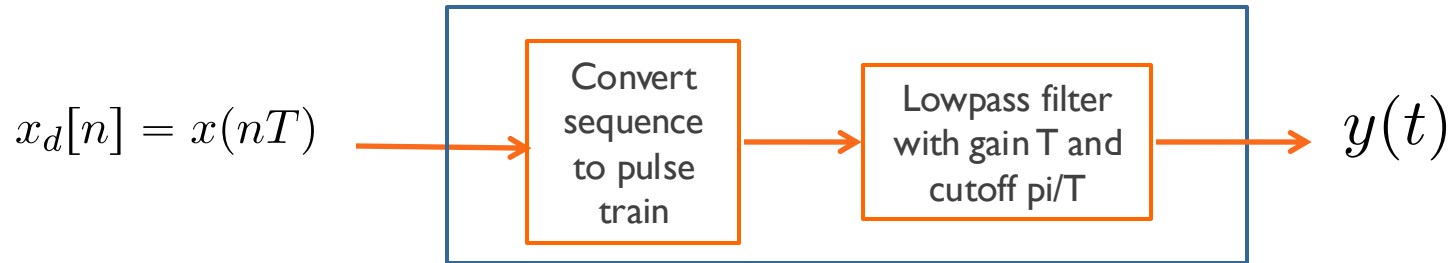 x_d[n] = x(nT)
Convert
sequence
to pulse
train
Lowpass filter
with gain T and
cutoff pi/T
y(t)